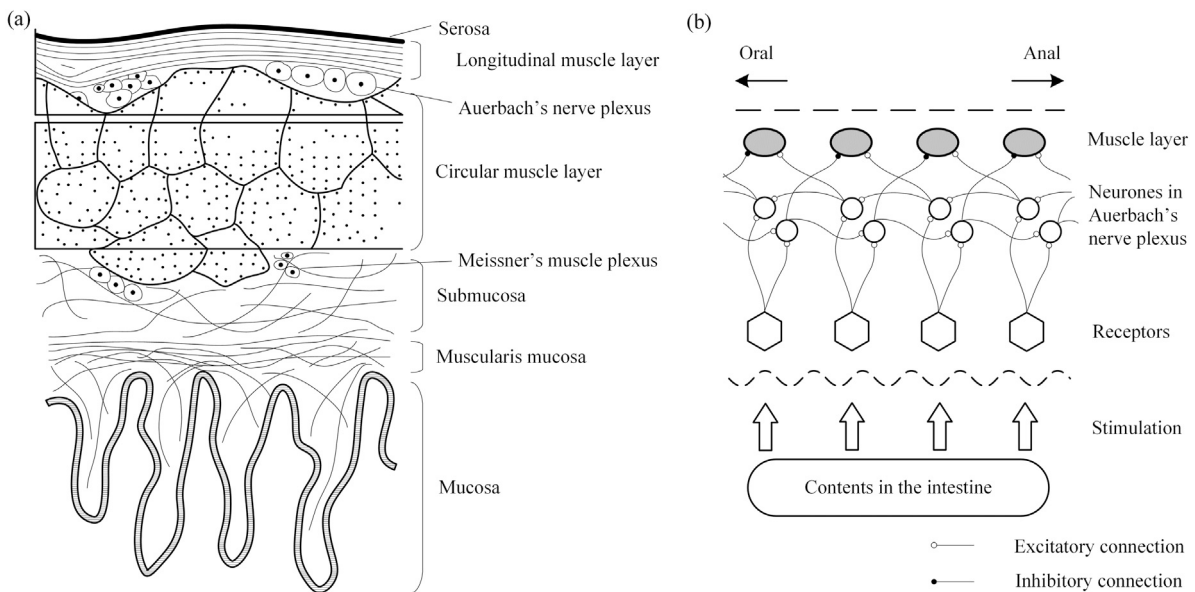 (a)
Serosa
Longitudinal muscle layer
Auerbach's nerve plexus
Circular muscle layer
Meissner's muscle plexus
Submucosa
Muscularis mucosa
Mucosa
(b)
Oral
Anal
Muscle layer
Neurones in
Auerbach's
nerve plexus
Receptors
Stimulation
Contents in the intestine
Excitatory connection
Inhibitory connection